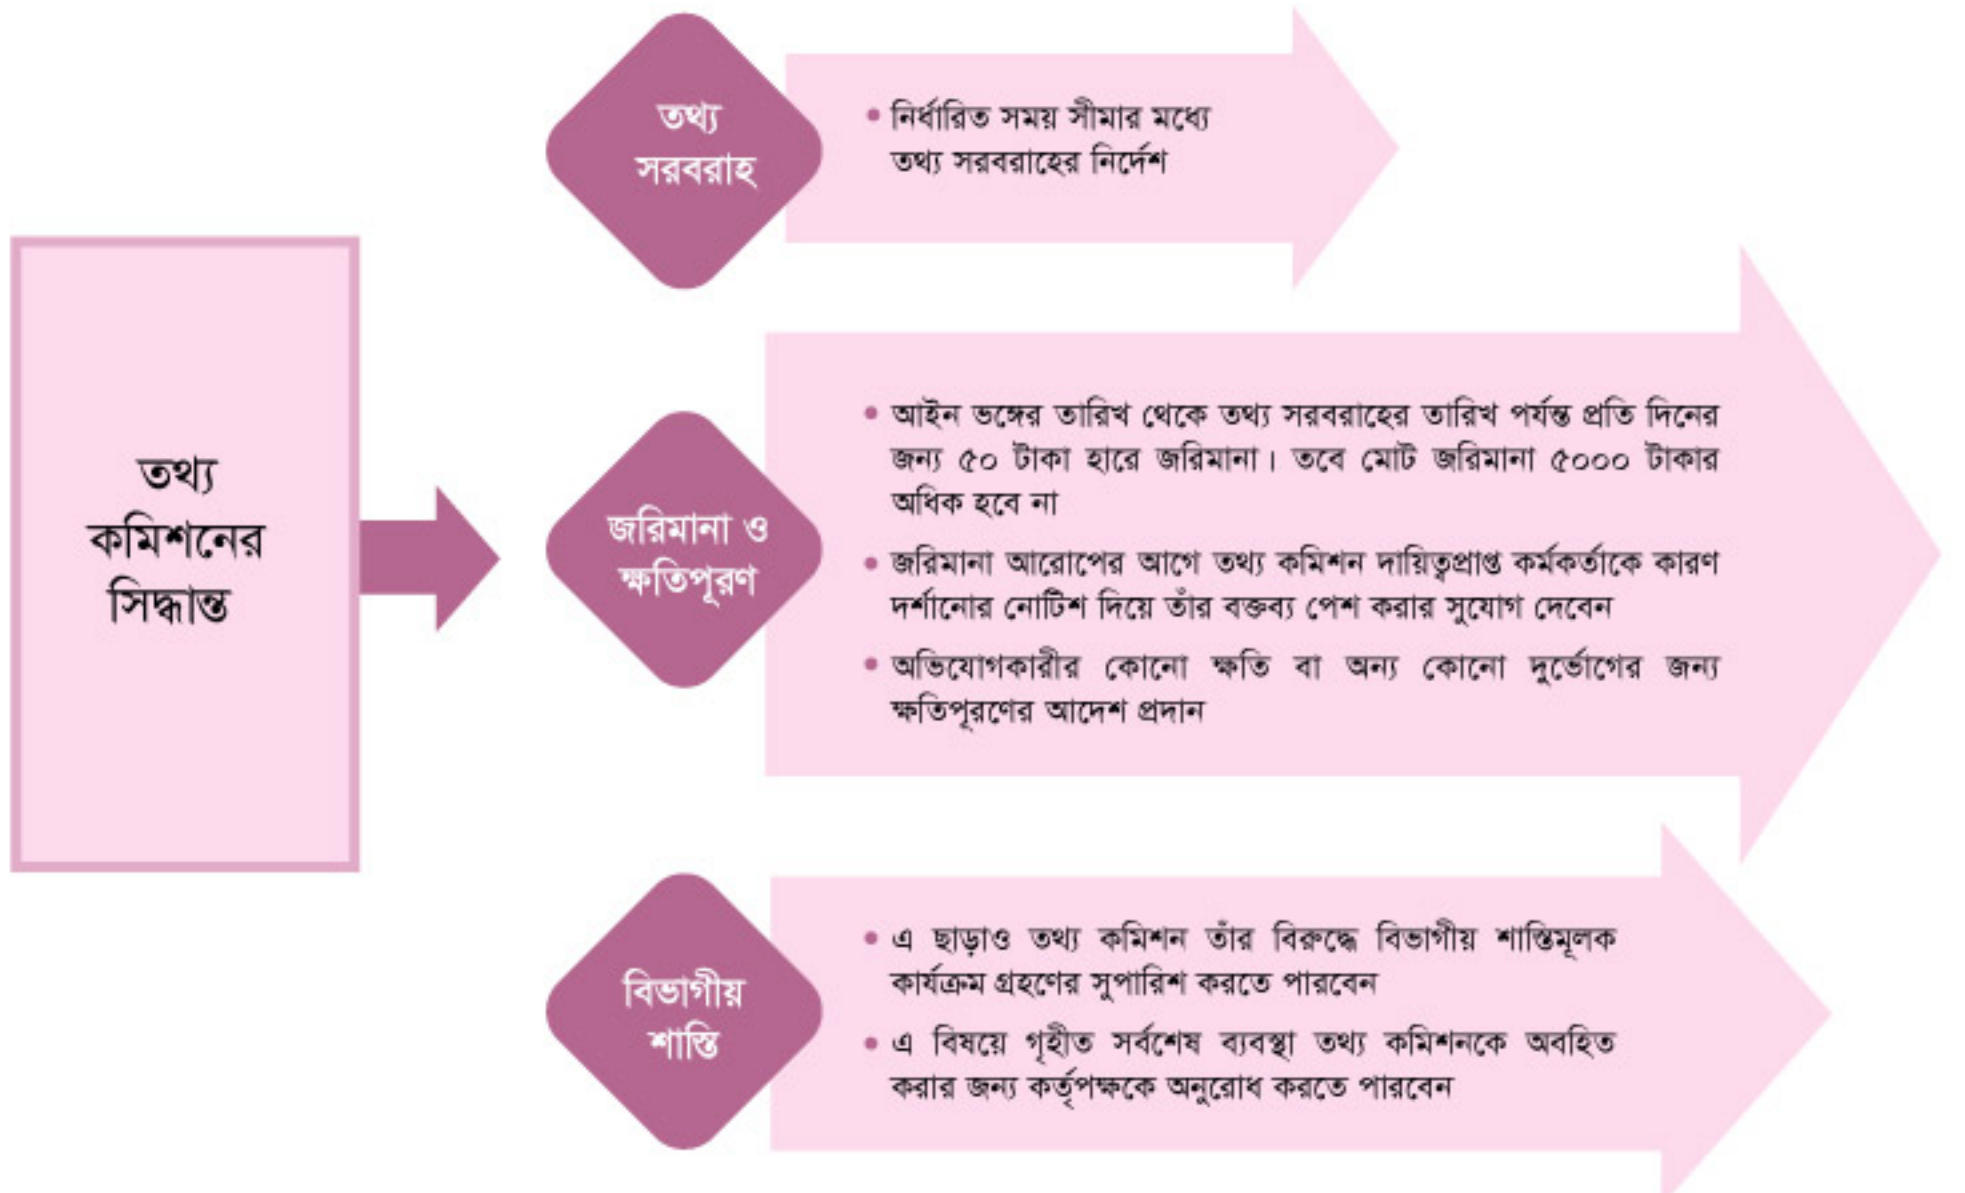 তথ্য
কমিশনের
সিদ্ধান্ত
তথ্য
সরবরাহ
• নির্ধারিত সময় সীমার মধ্যে
তথ্য সরবরাহের নির্দেশ
জরিমানা ও
ক্ষতিপূরণ
• আইন ভঙ্গের তারিখ থেকে তথ্য সরবরাহের তারিখ পর্যন্ত প্রতি দিনের
জন্য ৫০ টাকা হারে জরিমানা। তবে মোট জরিমানা ৫০০০ টাকার
অধিক হবে না
• জরিমানা আরোপের আগে তথ্য কমিশন দায়িত্বপ্রাপ্ত কর্মকর্তাকে কারণ
দর্শানোর নোটিশ দিয়ে তাঁর বক্তব্য পেশ করার সুযোগ দেবেন
• অভিযোগকারীর কোনো ক্ষতি বা অন্য কোনো দুর্ভোগের জন্য
ক্ষতিপূরণের আদেশ প্রদান
বিভাগীয়
শাস্তি
• এ ছাড়াও তথ্য কমিশন তাঁর বিরুদ্ধে বিভাগীয় শাস্তিমূলক
কার্যক্রম গ্রহণের সুপারিশ করতে পারবেন
• এ বিষয়ে গৃহীত সর্বশেষ ব্যবস্থা তথ্য কমিশনকে অবহিত
করার জন্য কর্তৃপক্ষকে অনুরোধ করতে পারবেন